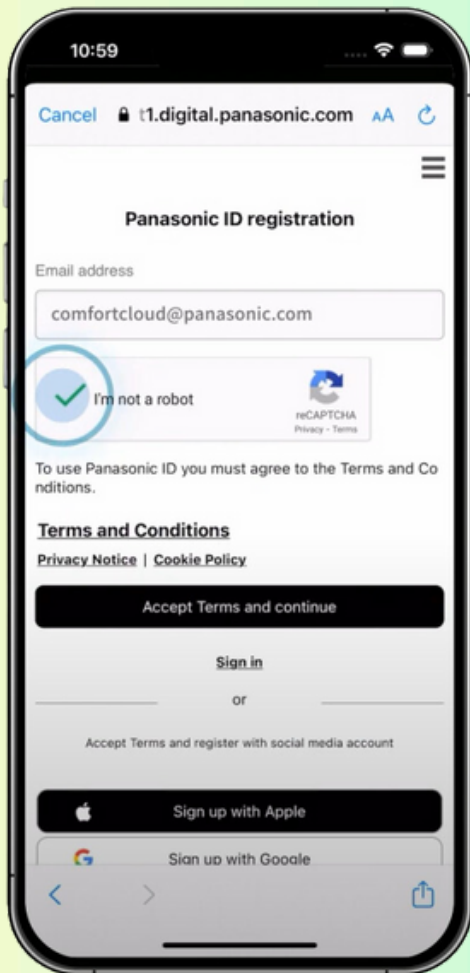 10:59
Cancel t1.digital.panasonic.com AA
Panasonic ID registration
Email address
comfortcloud@panasonic.com
I'm not a robot
reCAPTCHA
Privacy - Terms
To use Panasonic ID you must agree to the Terms and Co
nditions.
Terms and Conditions
Privacy Notice | Cookie Policy
Accept Terms and continue
Sign in
or
Accept Terms and register with social media account
Sign up with Apple
Sign up with Google